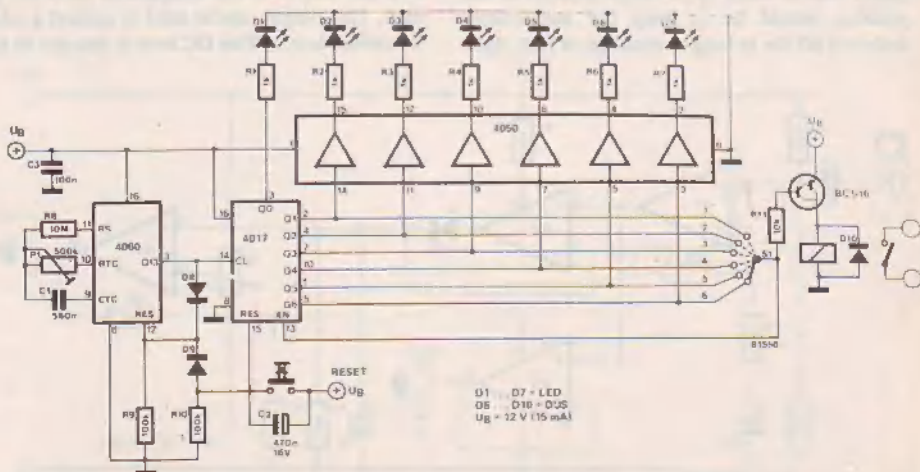 D1 D2 D3 D4 D5 D6 D7
R1 R2 R3 R4 R5 R6 R7
15 12 10 6 4 2
4050
UB
1 8
14 11 9 7 5 3
UB
C3
100n
16 16 3
R8
10M
11 RS
4060
P1
500k
10
C1
560n
9 CTC
RES
8 12
Q13 3
D8
D9
14 CL
4017
Q0
Q1 2
Q2 4
Q3 7
Q4 10
Q5 1
Q6 5
8
RES EN
15 13
1
2
3
4
5
6
S1
R11
10k
BC516
D10
81550
R9
100k
R10
100k
RESET
UB
C2
470n
16V
D1 ... D7 = LED
D8 ... D10 = DUS
UB = 12 V (15 mA)